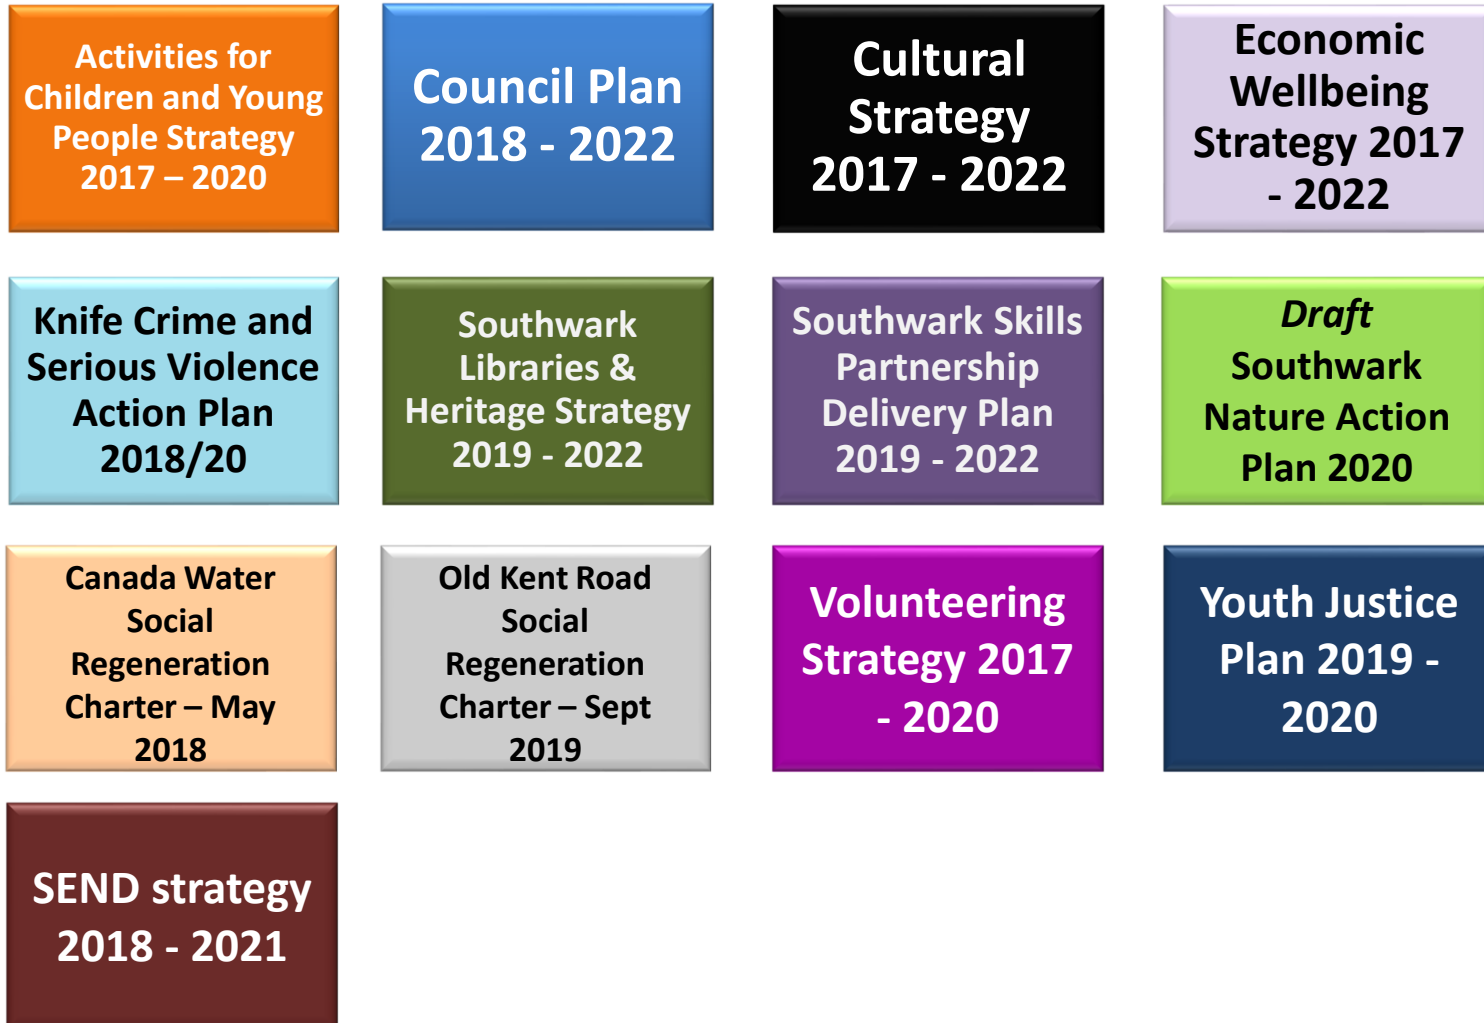 Activities for
Children and Young
People Strategy
2017 – 2020
Council Plan
2018 - 2022
Cultural
Strategy
2017 - 2022
Economic
Wellbeing
Strategy 2017
- 2022
Knife Crime and
Serious Violence
Action Plan
2018/20
Southwark
Libraries &
Heritage Strategy
2019 - 2022
Southwark Skills
Partnership
Delivery Plan
2019 - 2022
Draft
Southwark
Nature Action
Plan 2020
Canada Water
Social
Regeneration
Charter – May
2018
Old Kent Road
Social
Regeneration
Charter – Sept
2019
Volunteering
Strategy 2017
- 2020
Youth Justice
Plan 2019 -
2020
SEND strategy
2018 - 2021